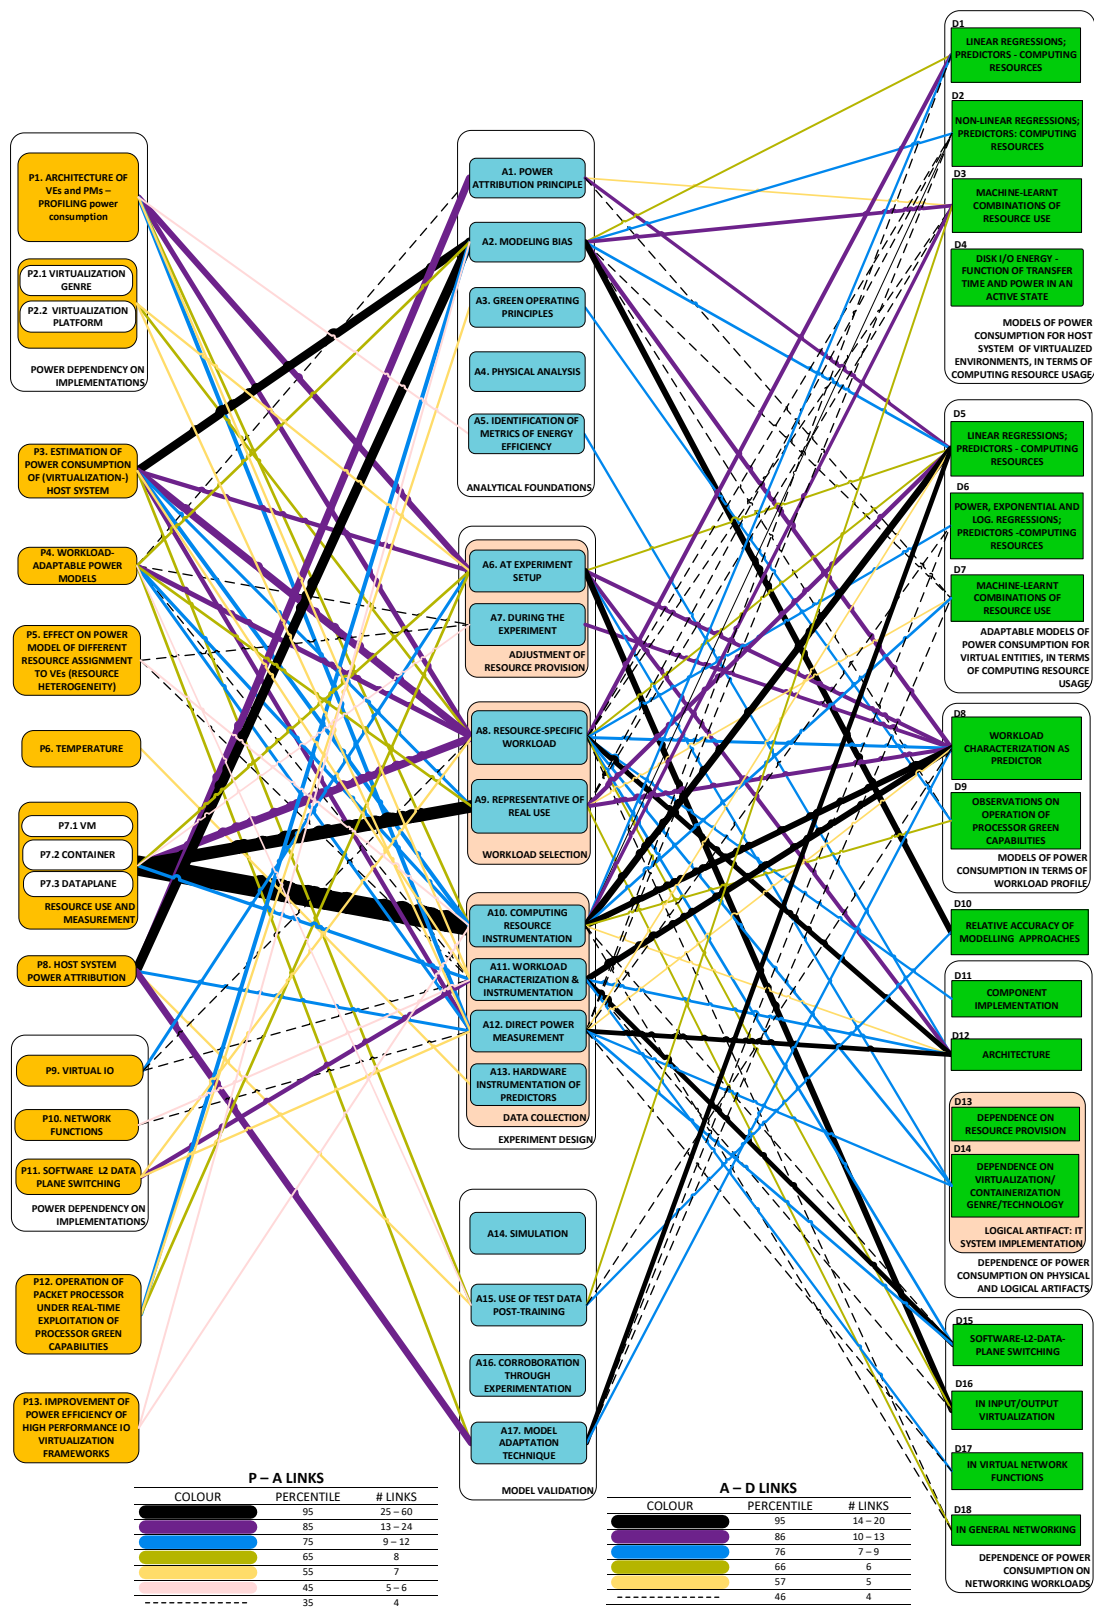 P1. ARCHITECTURE OF
VEs and PMs –
PROFILING power
consumption
P2.1 VIRTUALIZATION
GENRE
P2.2 VIRTUALIZATION
PLATFORM
POWER DEPENDENCY ON
IMPLEMENTATIONS
P3. ESTIMATION OF
POWER CONSUMPTION
OF (VIRTUALIZATION-)
HOST SYSTEM
P4. WORKLOAD-
ADAPTABLE POWER
MODELS
P5. EFFECT ON POWER
MODEL OF DIFFERENT
RESOURCE ASSIGNMENT
TO VEs (RESOURCE
HETEROGENEITY)
P6. TEMPERATURE
P7.1 VM
P7.2 CONTAINER
P7.3 DATAPLANE
RESOURCE USE AND
MEASUREMENT
P8. HOST SYSTEM
POWER ATTRIBUTION
P9. VIRTUAL IO
P10. NETWORK
FUNCTIONS
P11. SOFTWARE L2 DATA
PLANE SWITCHING
POWER DEPENDENCY ON
IMPLEMENTATIONS
P12. OPERATION OF
PACKET PROCESSOR
UNDER REAL-TIME
EXPLOITATION OF
PROCESSOR GREEN
CAPABILITIES
P13. IMPROVEMENT OF
POWER EFFICIENCY OF
HIGH PERFORMANCE IO
VIRTUALIZATION
FRAMEWORKS
A1. POWER
ATTRIBUTION PRINCIPLE
A2. MODELING BIAS
A3. GREEN OPERATING
PRINCIPLES
A4. PHYSICAL ANALYSIS
A5. IDENTIFICATION OF
METRICS OF ENERGY
EFFICIENCY
ANALYTICAL FOUNDATIONS
A6. AT EXPERIMENT
SETUP
A7. DURING THE
EXPERIMENT
ADJUSTMENT OF
RESOURCE PROVISION
A8. RESOURCE-SPECIFIC
WORKLOAD
A9. REPRESENTATIVE OF
REAL USE
WORKLOAD SELECTION
A10. COMPUTING
RESOURCE
INSTRUMENTATION
A11. WORKLOAD
CHARACTERIZATION &
INSTRUMENTATION
A12. DIRECT POWER
MEASUREMENT
A13. HARDWARE
INSTRUMENTATION OF
PREDICTORS
DATA COLLECTION
EXPERIMENT DESIGN
A14. SIMULATION
A15. USE OF TEST DATA
POST-TRAINING
A16. CORROBORATION
THROUGH
EXPERIMENTATION
A17. MODEL
ADAPTATION
TECHNIQUE
MODEL VALIDATION
D1
LINEAR REGRESSIONS;
PREDICTORS - COMPUTING
RESOURCES
D2
NON-LINEAR REGRESSIONS;
PREDICTORS: COMPUTING
RESOURCES
D3
MACHINE-LEARNT
COMBINATIONS OF
RESOURCE USE
D4
DISK I/O ENERGY -
FUNCTION OF TRANSFER
TIME AND POWER IN AN
ACTIVE STATE
MODELS OF POWER
CONSUMPTION FOR HOST
SYSTEM OF VIRTUALIZED
ENVIRONMENTS, IN TERMS OF
COMPUTING RESOURCE USAGE
D5
LINEAR REGRESSIONS;
PREDICTORS - COMPUTING
RESOURCES
D6
POWER, EXPONENTIAL AND
LOG. REGRESSIONS;
PREDICTORS -COMPUTING
RESOURCES
D7
MACHINE-LEARNT
COMBINATIONS OF
RESOURCE USE
ADAPTABLE MODELS OF
POWER CONSUMPTION FOR
VIRTUAL ENTITIES, IN TERMS
OF COMPUTING RESOURCE
USAGE
D8
WORKLOAD
CHARACTERIZATION AS
PREDICTOR
D9
OBSERVATIONS ON
OPERATION OF
PROCESSOR GREEN
CAPABILITIES
MODELS OF POWER
CONSUMPTION IN TERMS OF
WORKLOAD PROFILE
D10
RELATIVE ACCURACY OF
MODELLING APPROACHES
D11
COMPONENT
IMPLEMENTATION
D12
ARCHITECTURE
D13
DEPENDENCE ON
RESOURCE PROVISION
D14
DEPENDENCE ON
VIRTUALIZATION/
CONTAINERIZATION
GENRE/TECHNOLOGY
LOGICAL ARTIFACT: IT
SYSTEM IMPLEMENTATION
DEPENDENCE OF POWER
CONSUMPTION ON PHYSICAL
AND LOGICAL ARTIFACTS
D15
SOFTWARE-L2-DATA-
PLANE SWITCHING
D16
IN INPUT/OUTPUT
VIRTUALIZATION
D17
IN VIRTUAL NETWORK
FUNCTIONS
D18
IN GENERAL NETWORKING
DEPENDENCE OF POWER
CONSUMPTION ON
NETWORKING WORKLOADS
P – A LINKS
COLOUR PERCENTILE # LINKS
95 25 – 60
85 13 – 24
75 9 – 12
65 8
55 7
45 5 – 6
35 4
A – D LINKS
COLOUR PERCENTILE # LINKS
95 14 – 20
86 10 – 13
76 7 – 9
66 6
57 5
46 4